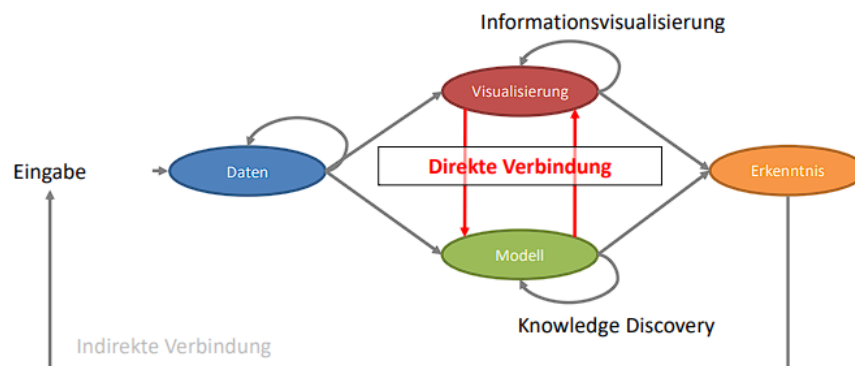 Informationsvisualisierung
Visualisierung
Direkte Verbindung
Eingabe
Daten
Erkenntnis
Modell
Knowledge Discovery
Indirekte Verbindung